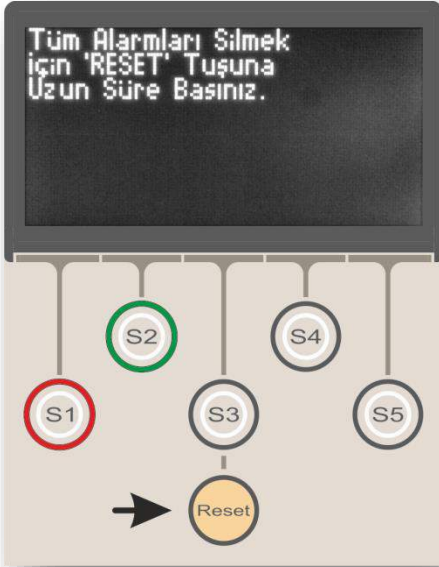 Tüm Alarmları Silmek
için 'RESET' Tuşuna
Uzun Süre Basınız.
S2
S4
S1
S3
S5
Reset